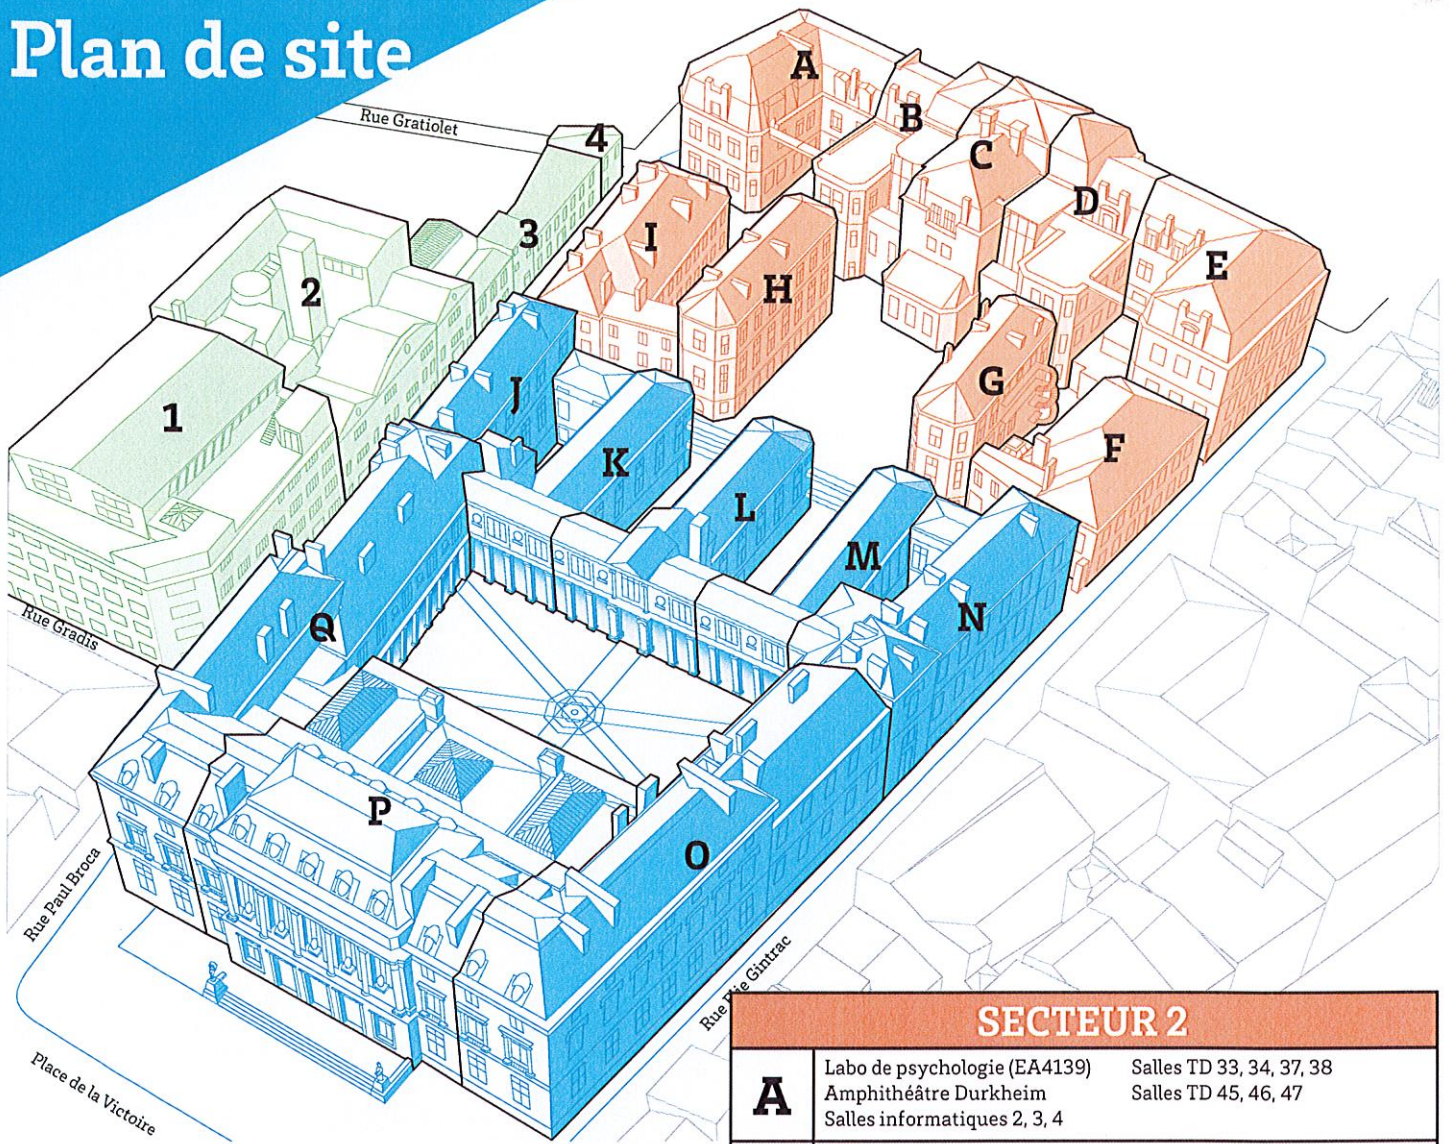 Plan de site
Rue Gratiolet
A
B
C
D
E
4
3
I
2
H
G
1
J
F
K
L
M
N
Q
Rue Gradis
P
O
Rue Paul Broca
Place de la Victoire
SECTEUR 2
A
Labo de psychologie (EA4139)
Amphithéâtre Durkheim
Salles informatiques 2, 3, 4
Salles TD 33, 34, 37, 38
Salles TD 45, 46, 47
Rue
Gintrac